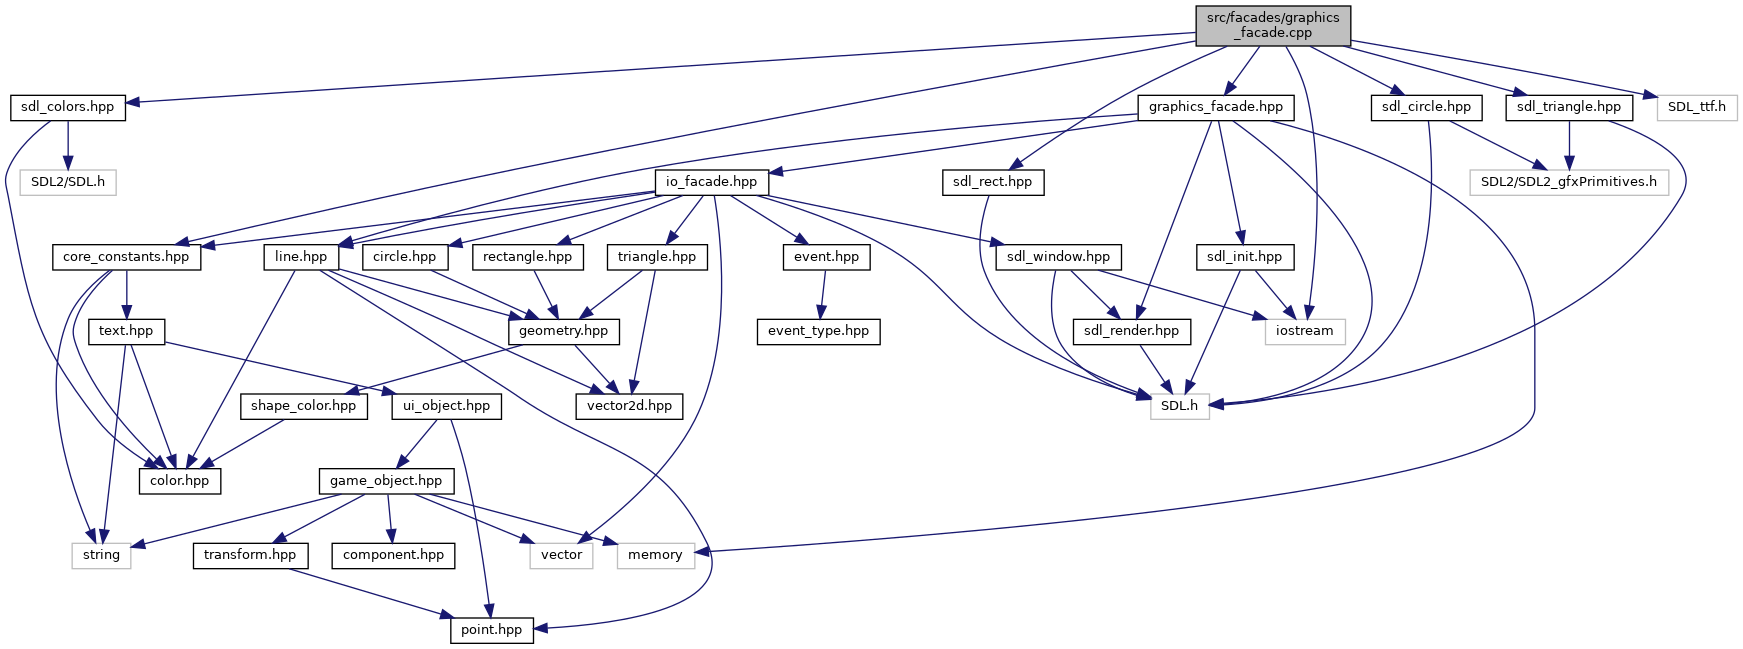 src/facades/graphics
_facade.cpp
sdl_colors.hpp
graphics_facade.hpp
sdl_circle.hpp
sdl_triangle.hpp
SDL_ttf.h
SDL2/SDL.h
io_facade.hpp
sdl_rect.hpp
SDL2/SDL2_gfxPrimitives.h
core_constants.hpp
line.hpp
circle.hpp
rectangle.hpp
triangle.hpp
event.hpp
sdl_window.hpp
sdl_init.hpp
text.hpp
geometry.hpp
event_type.hpp
sdl_render.hpp
iostream
shape_color.hpp
ui_object.hpp
vector2d.hpp
SDL.h
color.hpp
game_object.hpp
string
transform.hpp
component.hpp
vector
memory
point.hpp